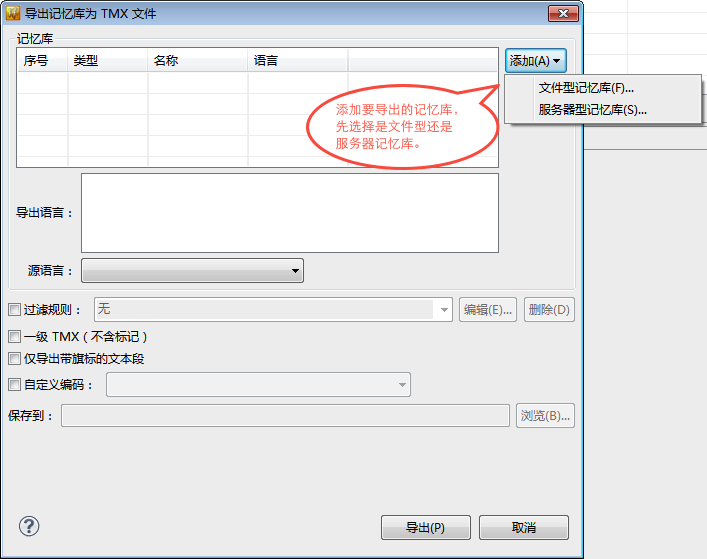 导出记忆库为 TMX 文件
记忆库
序号 类型 名称 语言
添加(A)
文件型记忆库(F)...
服务器型记忆库(S)...
添加要导出的记忆库，
先选择是文件型还是
服务器记忆库。
导出语言：
源语言：
过滤规则： 无 编辑(E)... 删除(D)
一级 TMX（不含标记）
仅导出带旗标的文本段
自定义编码：
保存到： 浏览(B)...
? 导出(P) 取消